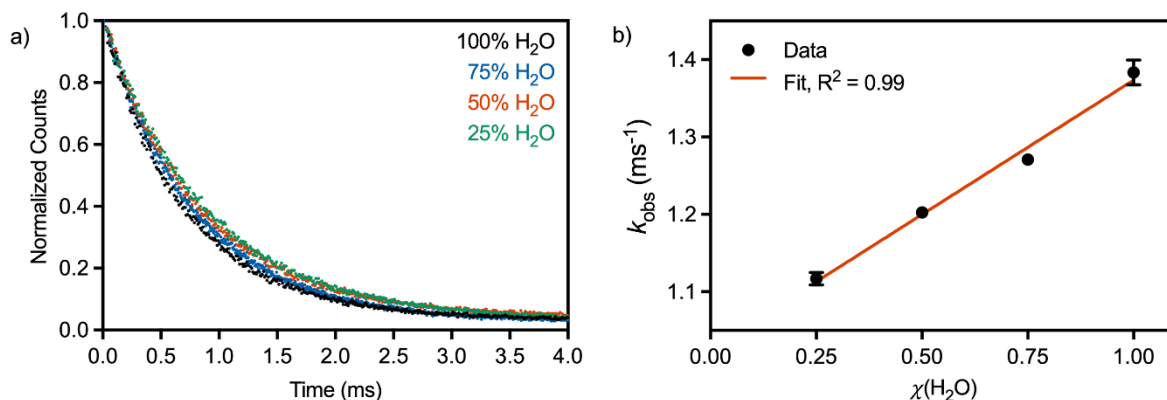 a)
Normalized Counts
1.0
0.8
0.6
0.4
0.2
0.0
100% H₂O
75% H₂O
50% H₂O
25% H₂O
0.0 0.5 1.0 1.5 2.0 2.5 3.0 3.5 4.0
Time (ms)
b)
k_obs (ms⁻¹)
1.4
1.3
1.2
1.1
Data
Fit, R² = 0.99
0.00 0.25 0.50 0.75 1.00
χ(H₂O)